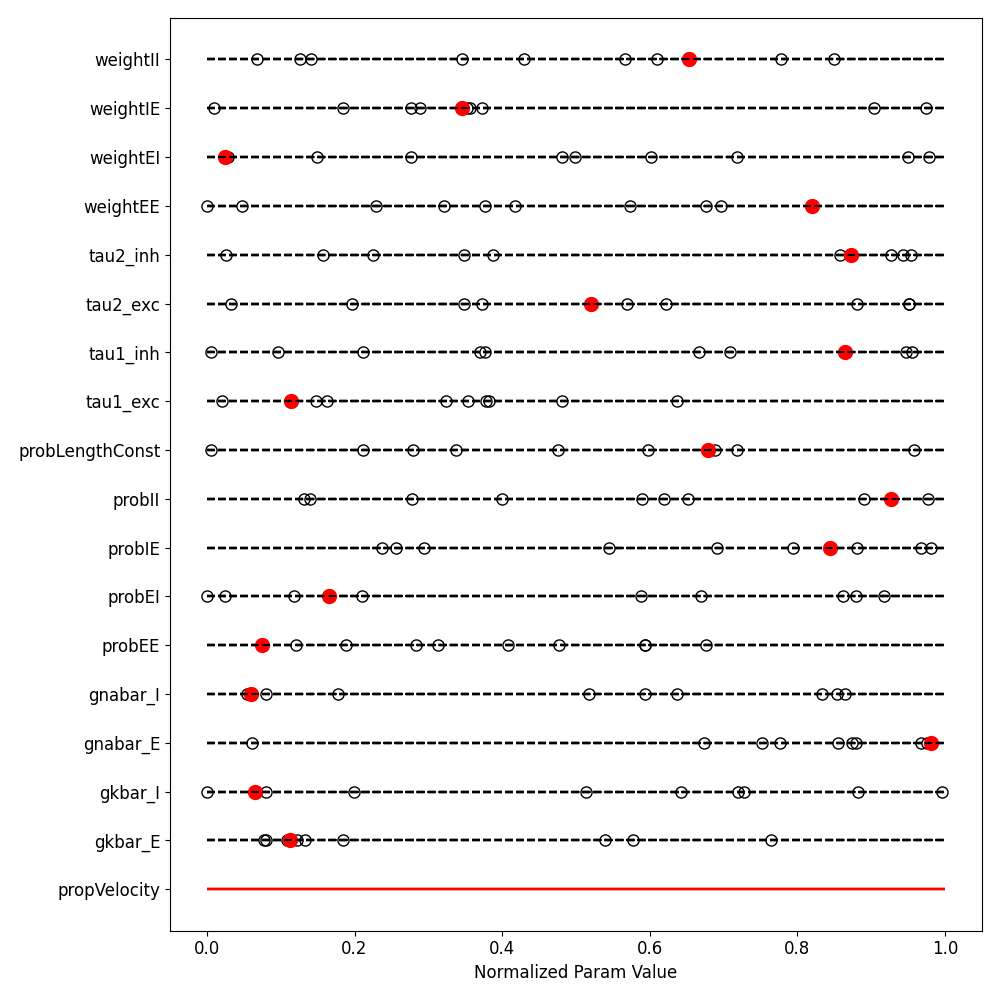 weightII
weightIE
weightEI
weightEE
tau2_inh
tau2_exc
tau1_inh
tau1_exc
probLengthConst
probII
probIE
probEI
probEE
gnabar_I
gnabar_E
gkbar_I
gkbar_E
propVelocity
0.0 0.2 0.4 0.6 0.8 1.0
Normalized Param Value